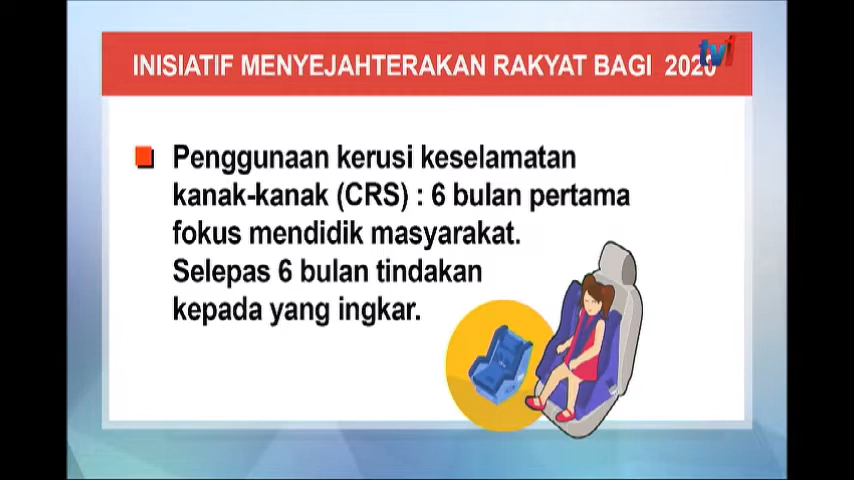 INISIATIF MENYEJAHTERAKAN RAKYAT BAGI 2020
tv1
Penggunaan kerusi keselamatan
kanak-kanak (CRS) : 6 bulan pertama
fokus mendidik masyarakat.
Selepas 6 bulan tindakan
kepada yang ingkar.